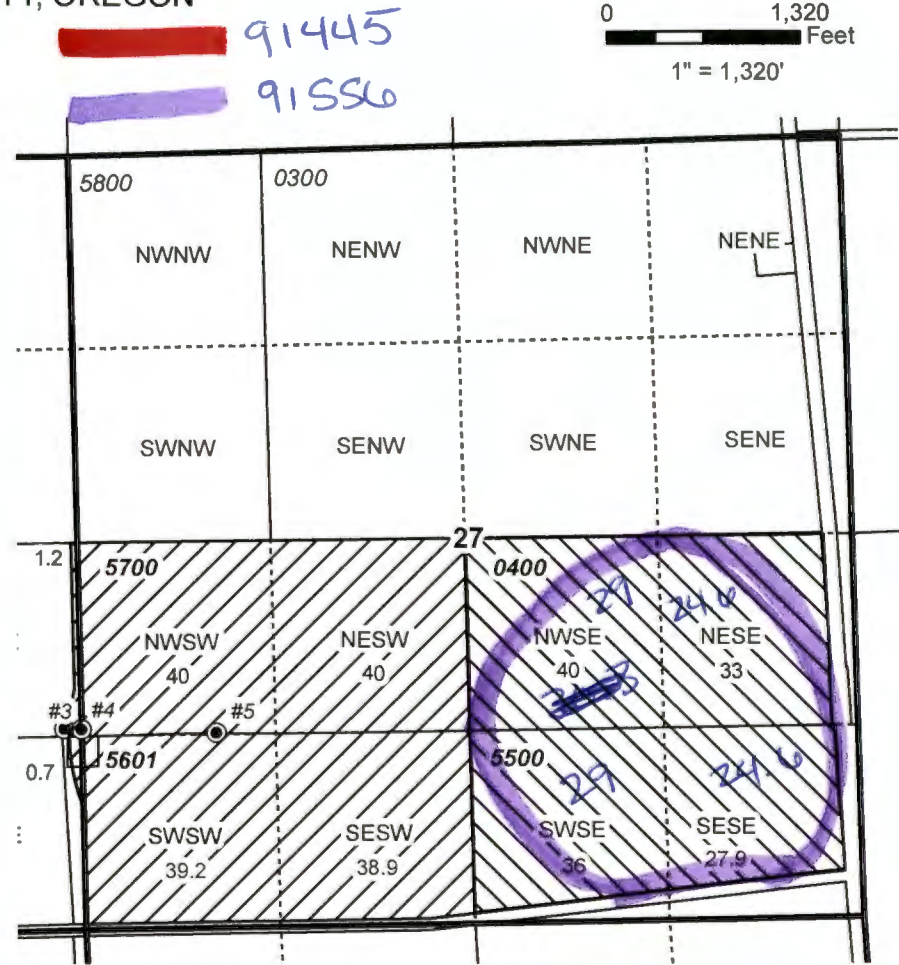 OREGON
91445
91556
0 1,320
Feet
1" = 1,320'
5800 0300
NWNW NENW NWNE NENE
SWNW SENW SWNE SENE
27
1.2 5700 0400
29 24.6
NWSW NESW NWSE NESE
40 40 40 33
#3 #4 #5
0.7 5601 5500
29 24.6
SWSW SESW SWSE SESE
39.2 38.9 36 27.9